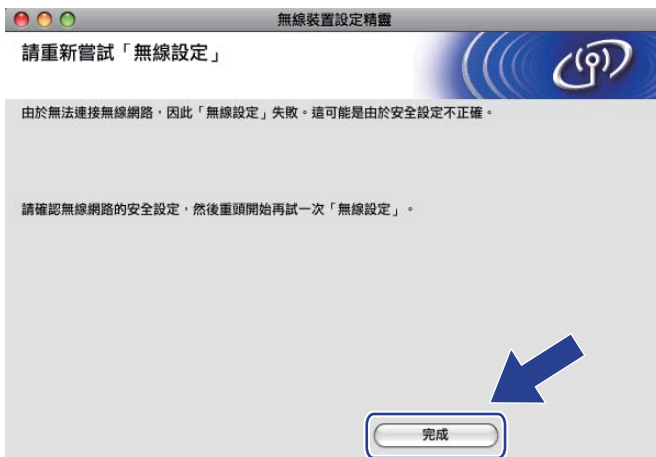 無線裝置設定精靈
請重新嘗試「無線設定」
由於無法連接無線網路，因此「無線設定」失敗。這可能是由於安全設定不正確。
請確認無線網路的安全設定，然後重頭開始再試一次「無線設定」。
完成